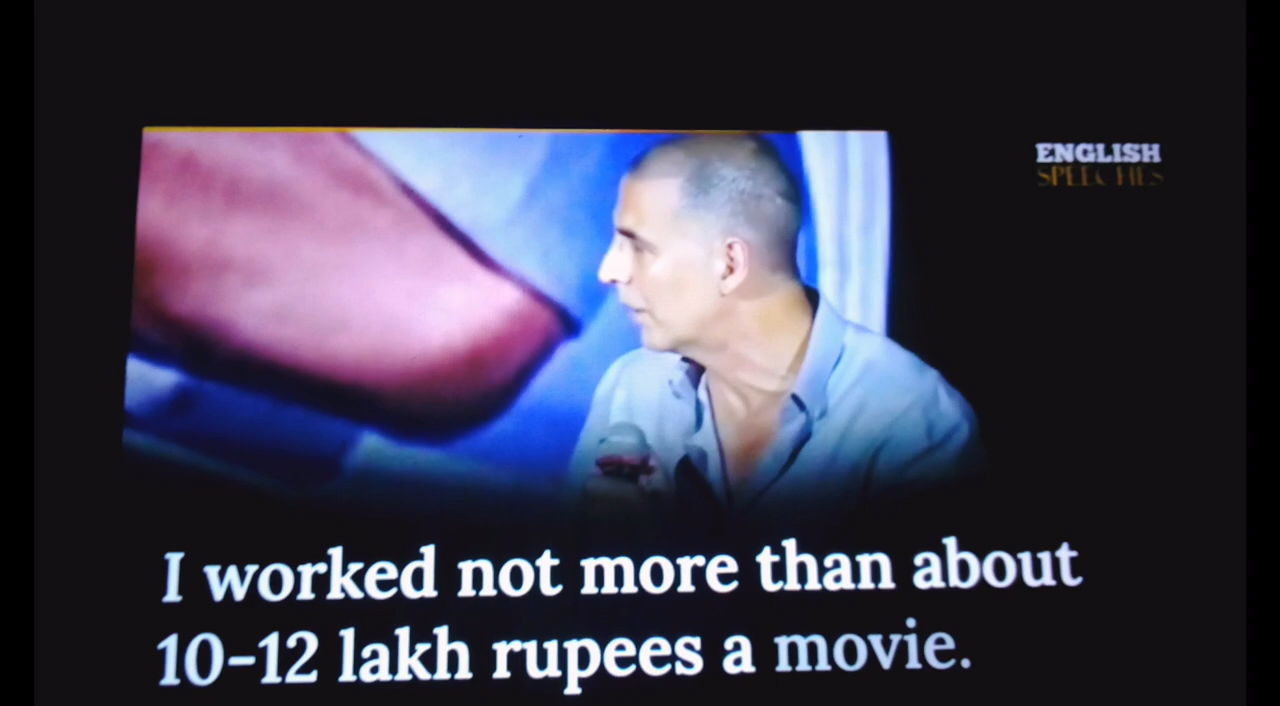 ENGLISH
SPEECHES
I worked not more than about
10-12 lakh rupees a movie.